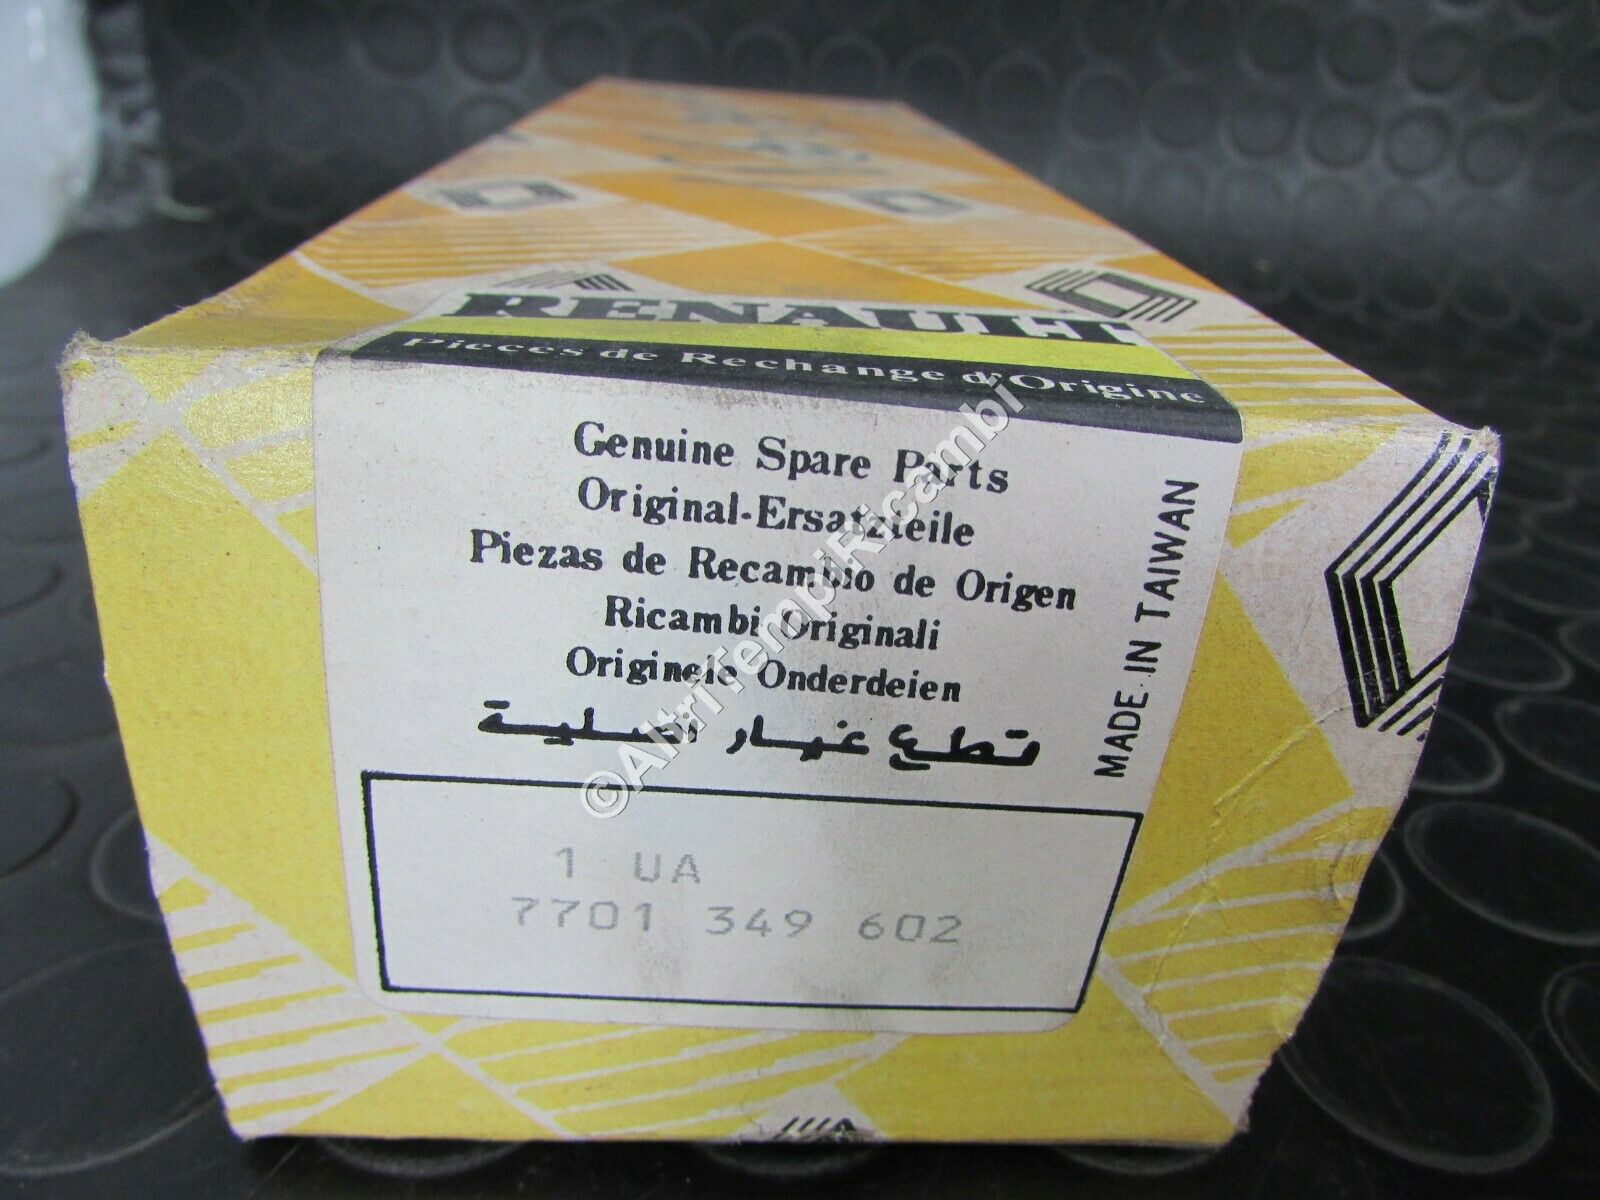 RENAULT
Pieces de Rechange d'Origine
Genuine Spare Parts
Original-Ersatzteile
Piezas de Recambio de Origen
Ricambi Originali
Originele Onderdelen
قطع غيار أصلية
MADE IN TAIWAN
1 UA
7701 349 602
©AltriTempiRicambi